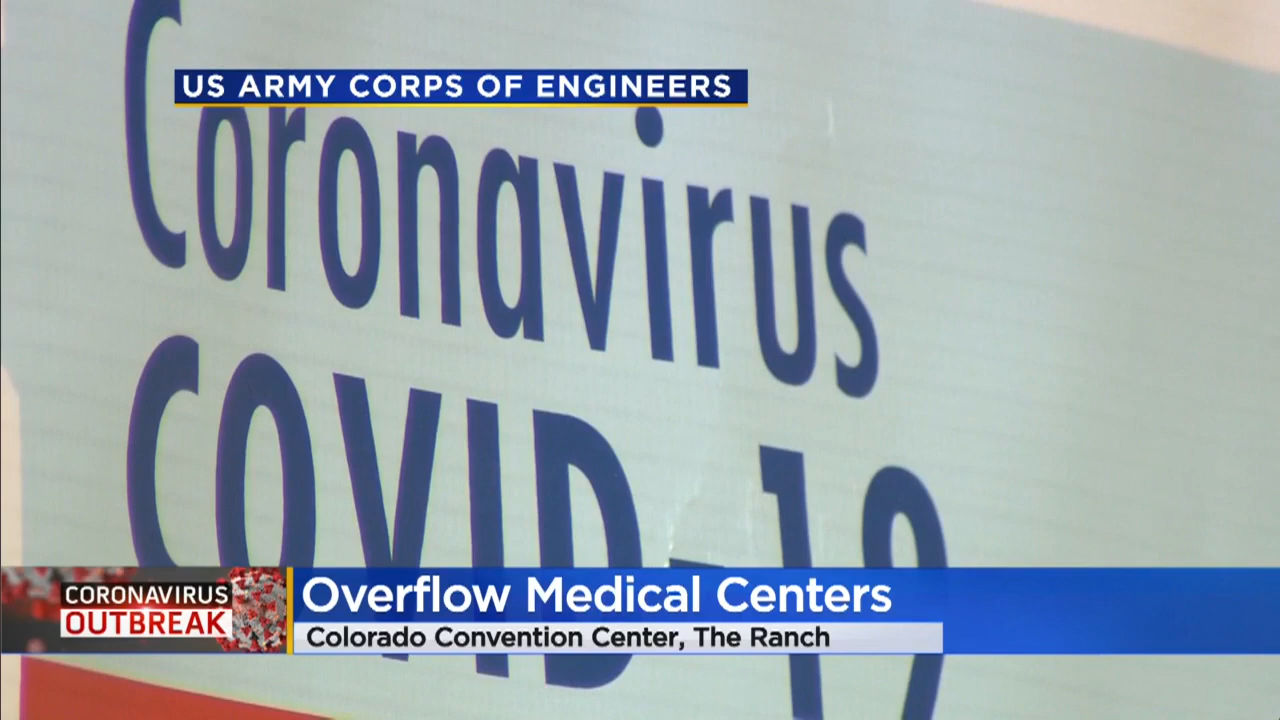 US ARMY CORPS OF ENGINEERS
Coronavirus
COVID-19
CORONAVIRUS
OUTBREAK
Overflow Medical Centers
Colorado Convention Center, The Ranch